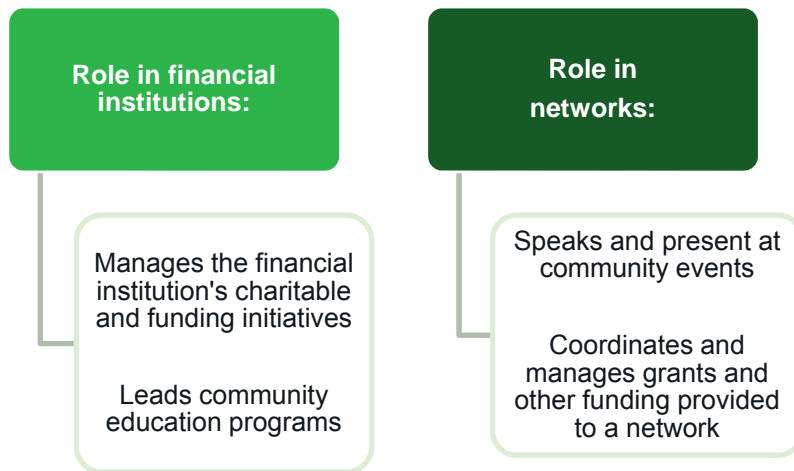 Role in financial
institutions:
Manages the financial
institution's charitable
and funding initiatives
Leads community
education programs
Role in
networks:
Speaks and present at
community events
Coordinates and
manages grants and
other funding provided
to a network